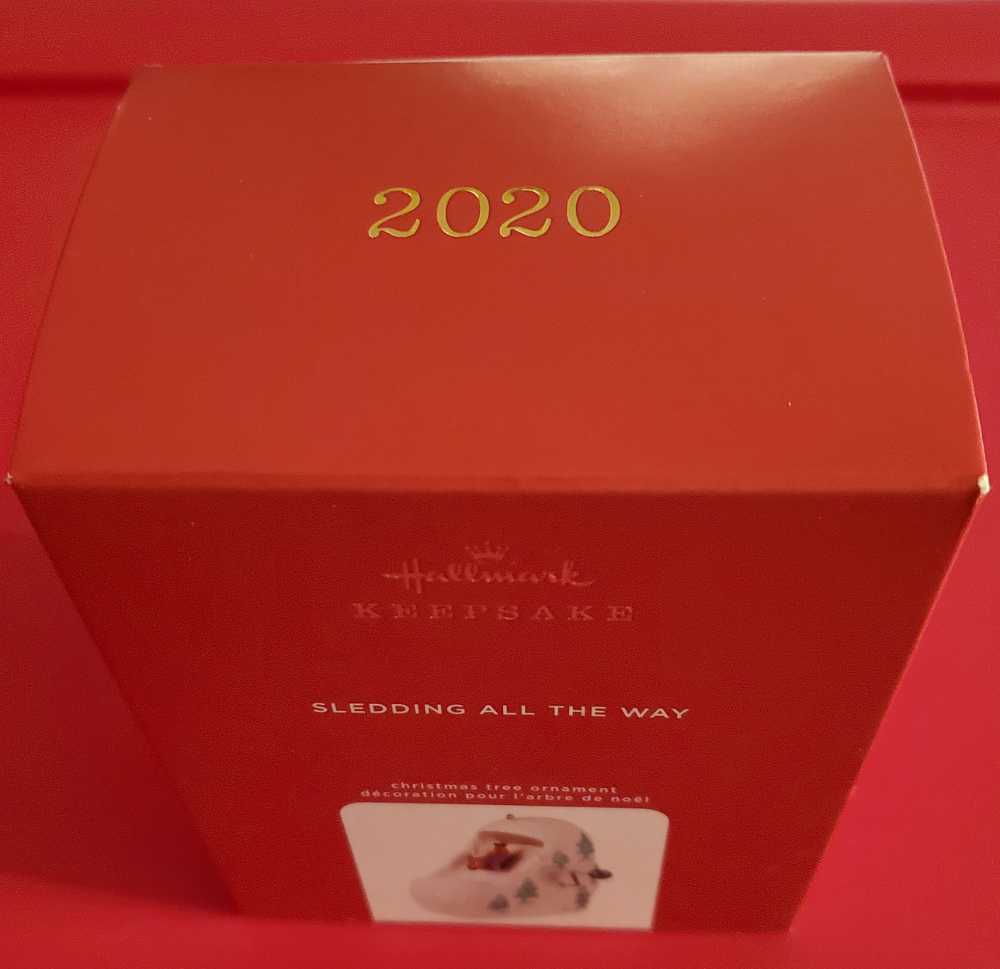 2020
Hallmark
KEEPSAKE
SLEDDING ALL THE WAY
christmas tree ornament
décoration pour l'arbre de noël